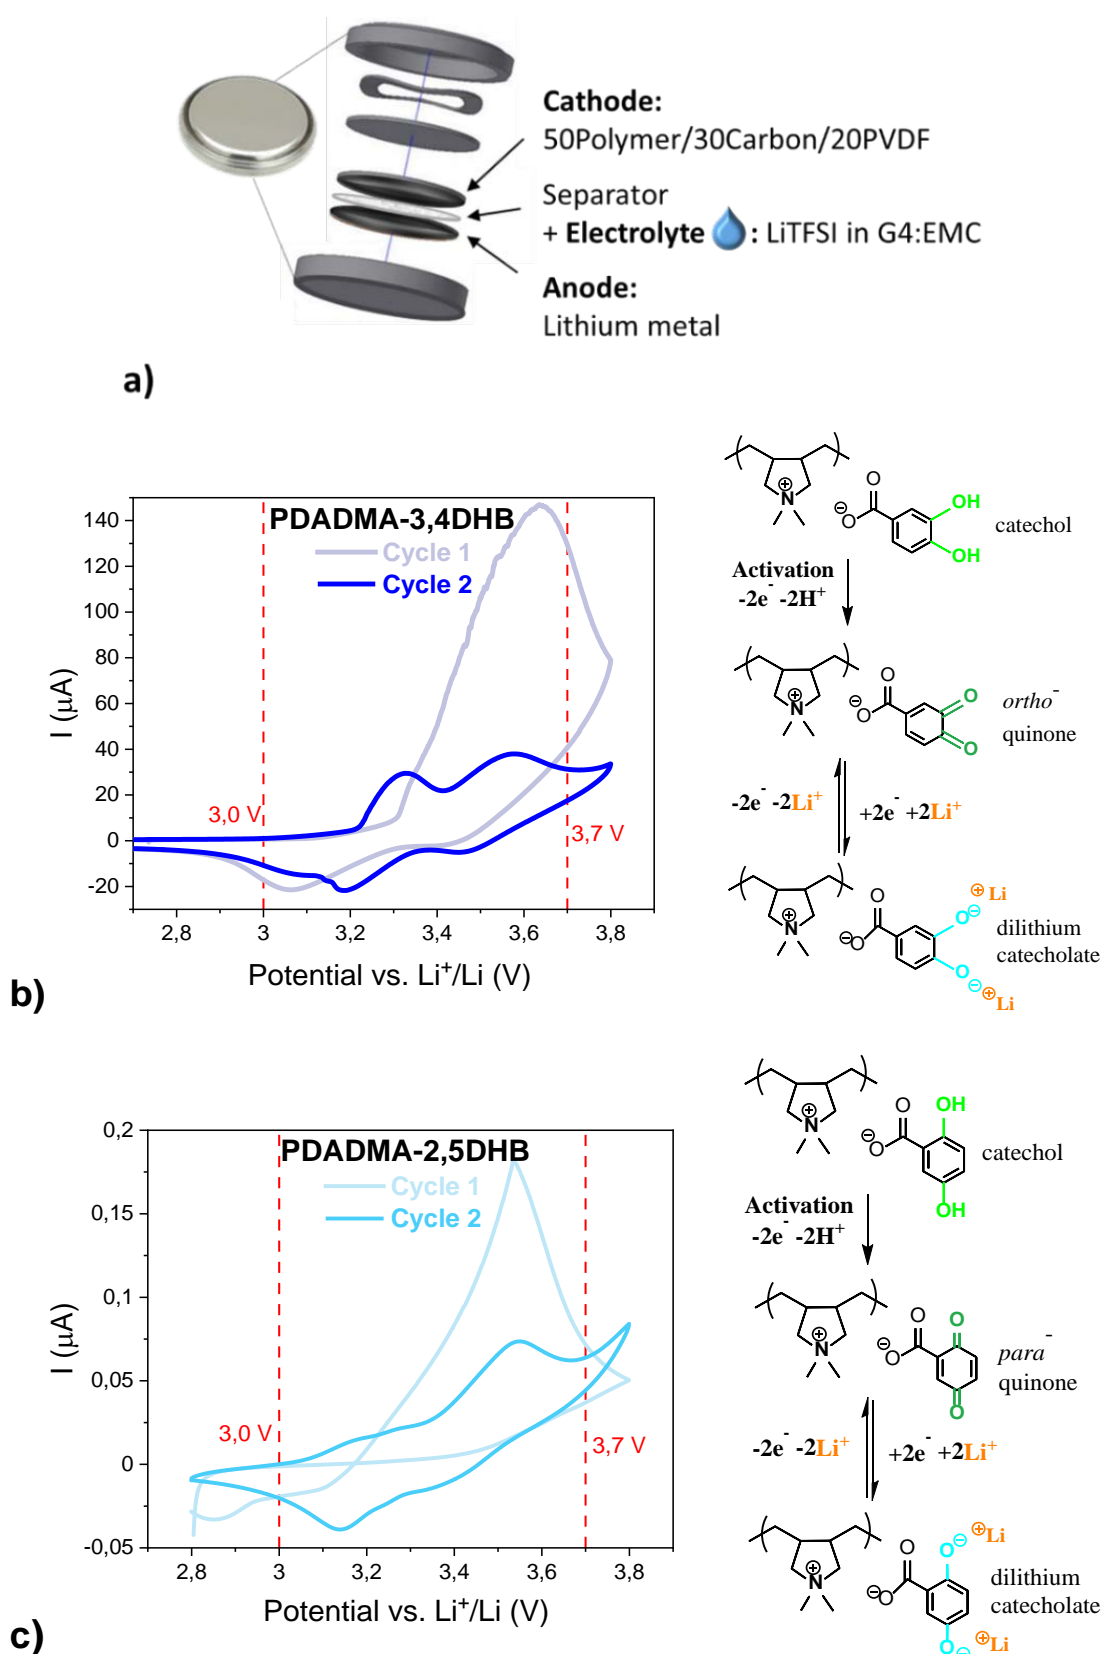 Cathode:
50Polymer/30Carbon/20PVDF
Separator
+ Electrolyte : LiTFSI in G4:EMC
Anode:
Lithium metal
a)
PDADMA-3,4DHB
Cycle 1
Cycle 2
3,0 V
3,7 V
I (μA)
140
120
100
80
60
40
20
0
-20
2,8
3
3,2
3,4
3,6
3,8
Potential vs. Li⁺/Li (V)
b)
N
⊕
O
⊖O
OH
OH
catechol
Activation
-2e⁻ -2H⁺
N
⊕
O
⊖O
O
O
ortho⁻
quinone
-2e⁻ -2Li⁺
+2e⁻ +2Li⁺
N
⊕
O
⊖O
O⊖
⊕Li
O⊖
⊕Li
dilithium
catecholate
PDADMA-2,5DHB
Cycle 1
Cycle 2
3,0 V
3,7 V
I (μA)
0,2
0,15
0,1
0,05
0
-0,05
2,8
3
3,2
3,4
3,6
3,8
Potential vs. Li⁺/Li (V)
c)
N
⊕
O
⊖O
OH
OH
catechol
Activation
-2e⁻ -2H⁺
N
⊕
O
⊖O
O
O
para⁻
quinone
-2e⁻ -2Li⁺
+2e⁻ +2Li⁺
N
⊕
O
⊖O
O⊖
⊕Li
O⊖
⊕Li
dilithium
catecholate